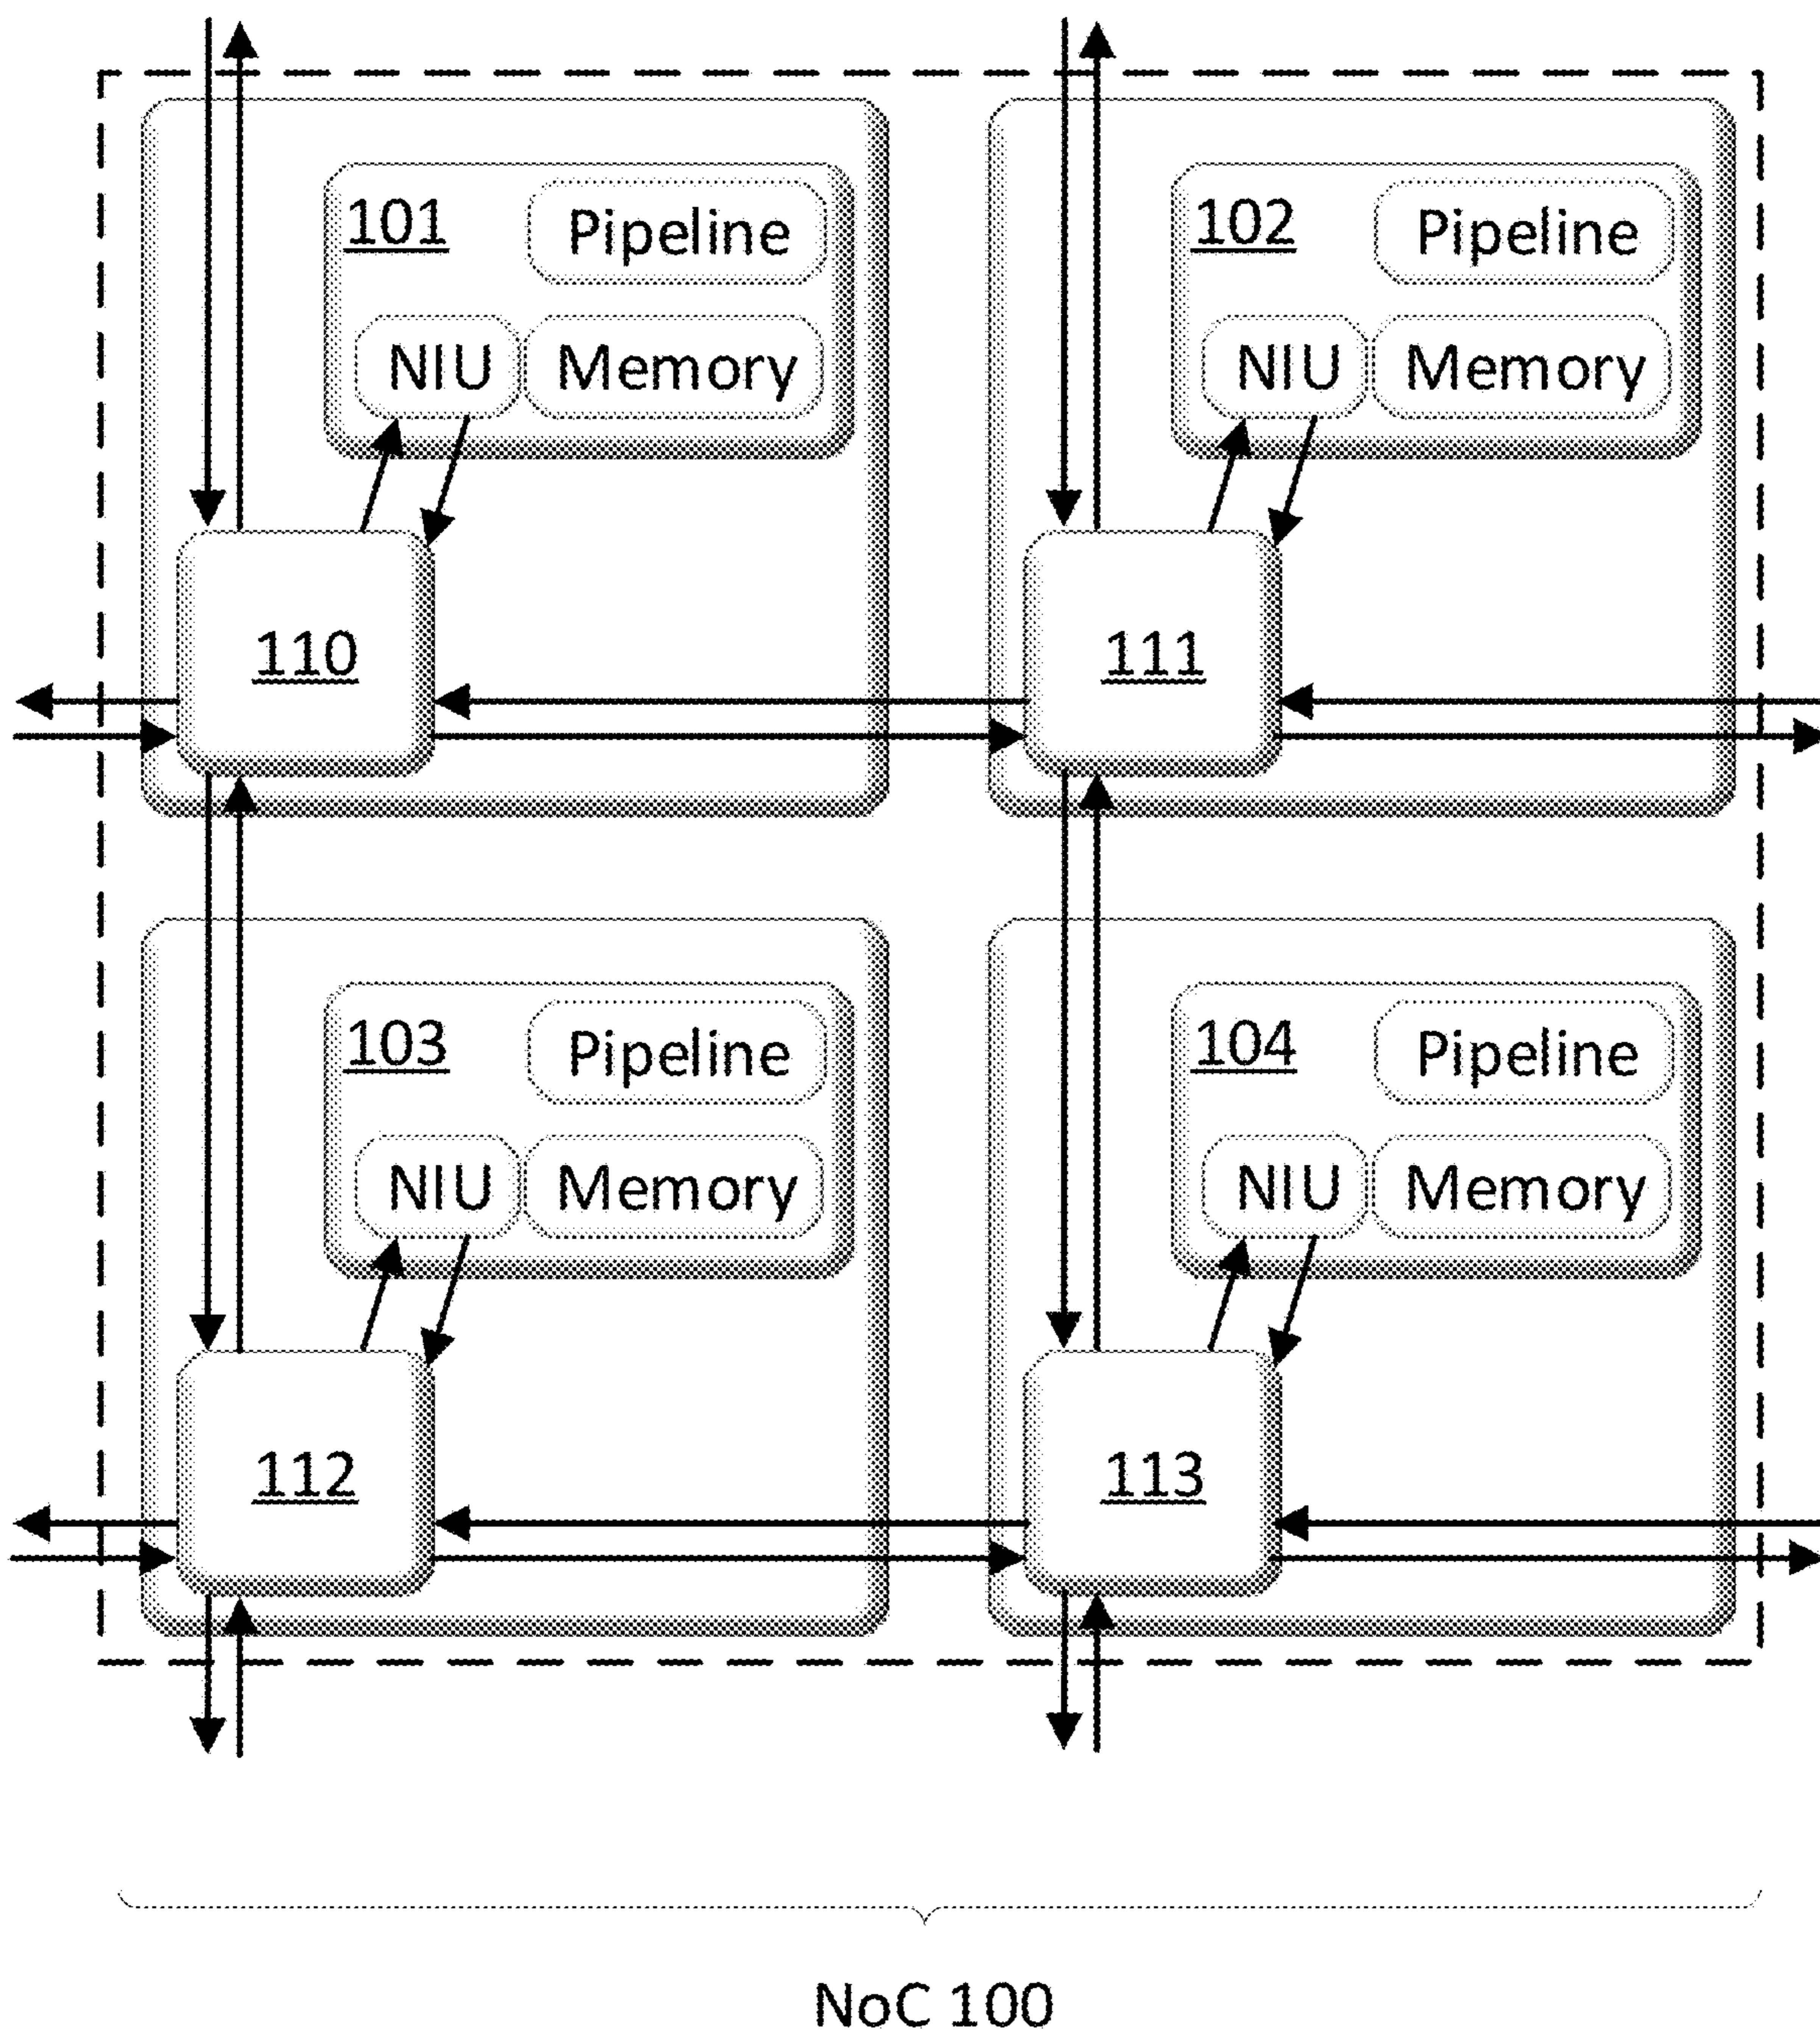 101 Pipeline
NIU Memory
110
102 Pipeline
NIU Memory
111
103 Pipeline
NIU Memory
112
104 Pipeline
NIU Memory
113
NoC 100